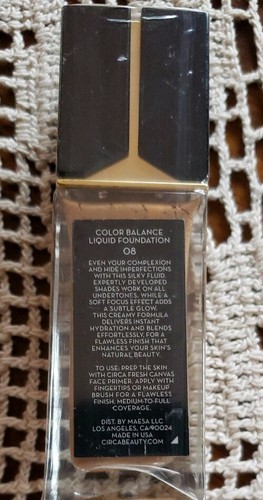 COLOR BALANCE
LIQUID FOUNDATION
08
EVEN YOUR COMPLEXION
AND HIDE IMPERFECTIONS
WITH THIS SILKY FLUID.
EXPERTLY DEVELOPED
SHADES WORK ON ALL
UNDERTONES, WHILE A
SOFT FOCUS EFFECT ADDS
A SUBTLE GLOW.
THIS CREAMY FORMULA
DELIVERS INSTANT
HYDRATION AND BLENDS
EFFORTLESSLY, FOR A
FLAWLESS FINISH THAT
ENHANCES YOUR SKIN'S
NATURAL BEAUTY.
TO USE: PREP THE SKIN
WITH CIRCA FRESH CANVAS
FACE PRIMER. APPLY WITH
FINGERTIPS OR MAKEUP
BRUSH FOR A FLAWLESS
FINISH. MEDIUM-TO-FULL
COVERAGE.
DIST. BY MAESA LLC
LOS ANGELES, CA 90024
MADE IN USA
CIRCABEAUTY.COM